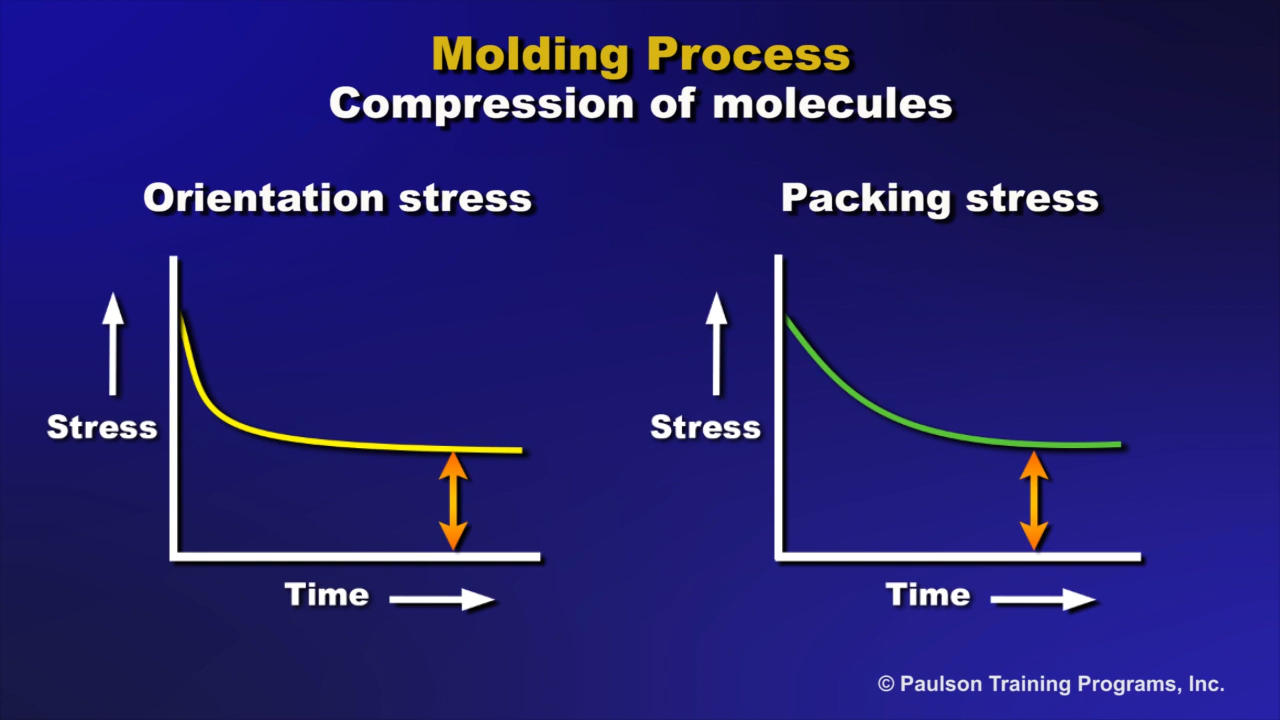 Molding Process
Compression of molecules
Orientation stress
Packing stress
Stress
Stress
Time
Time
© Paulson Training Programs, Inc.